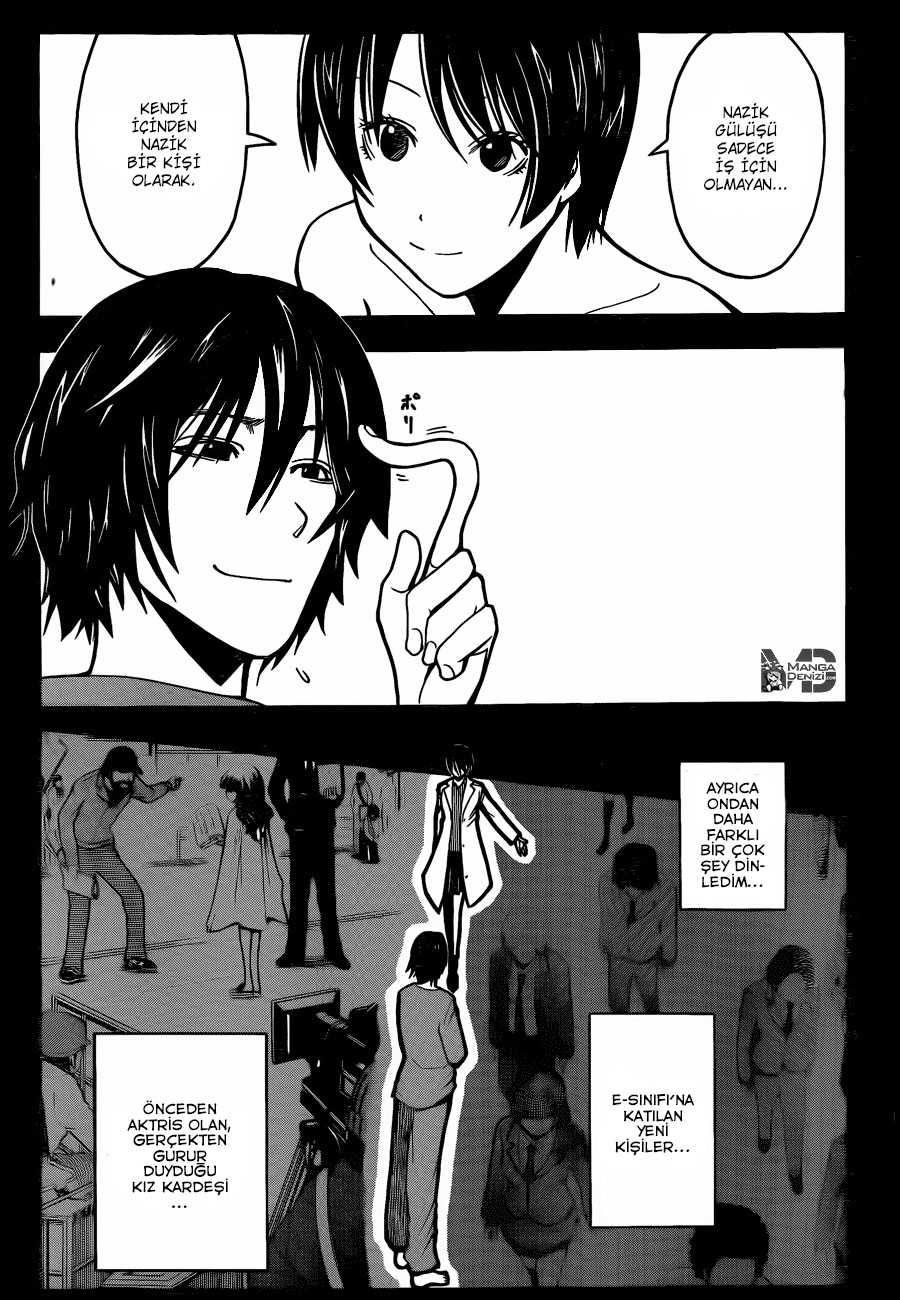 NAZİK
GÜLÜŞÜ
SADECE
İŞ İÇİN
OLMAYAN...
KENDİ
İÇİNDEN
NAZİK
BİR KİŞİ
OLARAK.
ポリ
MD
MANGA
DENİZİ.com
AYRICA
ONDAN
DAHA
FARKLI
BİR ÇOK
ŞEY DİN-
LEDİM...
E-SINIFI'NA
KATILAN
YENİ
KİŞİLER...
ÖNCEDEN
AKTRİS OLAN,
GERÇEKTEN
GURUR
DUYDUĞU
KIZ KARDEŞİ
...